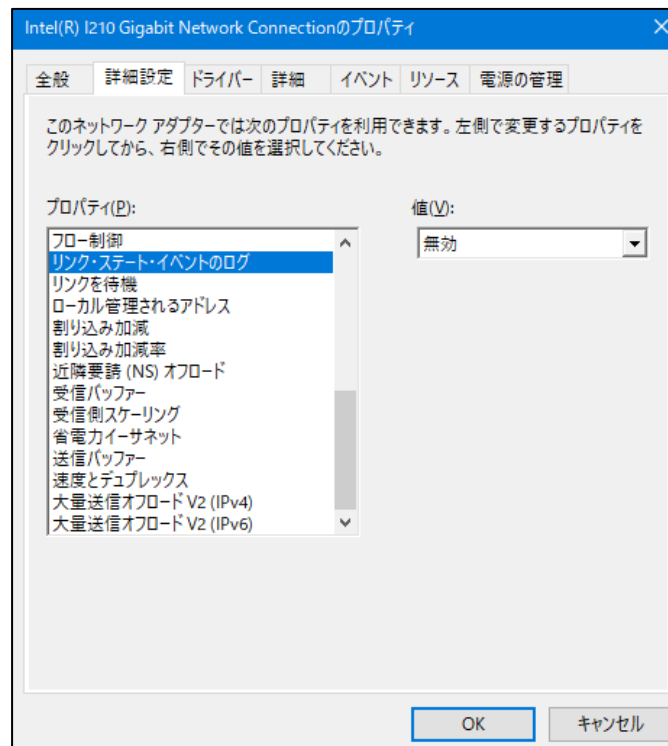 Intel(R) I210 Gigabit Network Connectionのプロパティ
全般 詳細設定 ドライバー 詳細 イベント リソース 電源の管理
このネットワーク アダプターでは次のプロパティを利用できます。左側で変更するプロパティを
クリックしてから、右側でその値を選択してください。
プロパティ(P):
値(V):
フロー制御
リンク・ステート・イベントのログ
リンクを待機
ローカル管理されるアドレス
割り込み加減
割り込み加減率
近隣要請 (NS) オフロード
受信バッファー
受信側スケーリング
省電力イーサネット
送信バッファー
速度とデュプレックス
大量送信オフロード V2 (IPv4)
大量送信オフロード V2 (IPv6)
無効
OK キャンセル